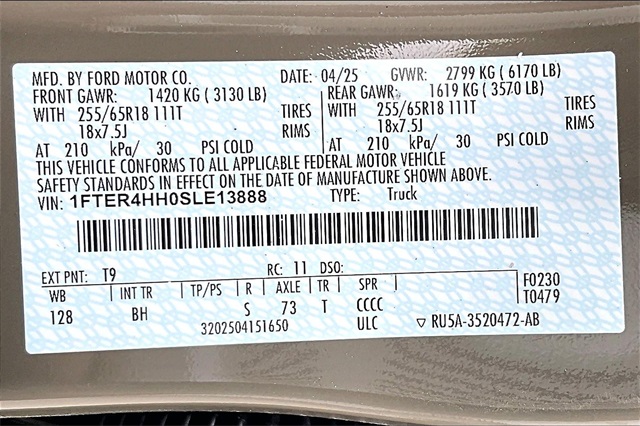 MFD. BY FORD MOTOR CO. DATE: 04/25 GVWR: 2799 KG (6170 LB)
FRONT GAWR: 1420 KG (3130 LB) REAR GAWR: 1619 KG (3570 LB)
WITH 255/65R18 111T TIRES 255/65R18 111T TIRES
18x7.5J RIMS 18x7.5J RIMS
AT 210 kPa/ 30 PSI COLD AT 210 kPa/ 30 PSI COLD
THIS VEHICLE CONFORMS TO ALL APPLICABLE FEDERAL MOTOR VEHICLE
SAFETY STANDARDS IN EFFECT ON THE DATE OF MANUFACTURE SHOWN ABOVE.
VIN: 1FTER4HH0SLE13888 TYPE: Truck
EXT PNT: T9 RC: 11 DSO:
WB INT TR TP/PS R AXLE TR SPR F0230
128 BH S 73 T CCCC T0479
3202504151650 ULC ▽ RU5A-3520472-AB